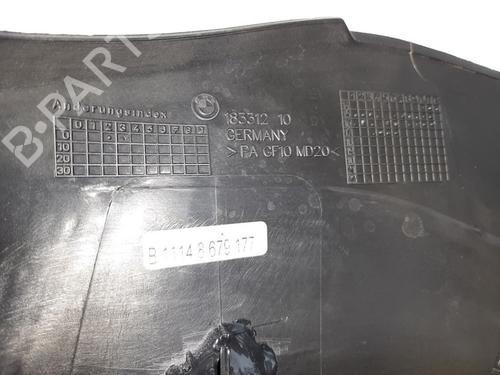 Änderungsindex
0 1 2 3 4 5 6 7 8 9
0
10
20
30
183312 10
GERMANY
>PA GF10 MD20<
B 1114 8 679 177
B-Parts